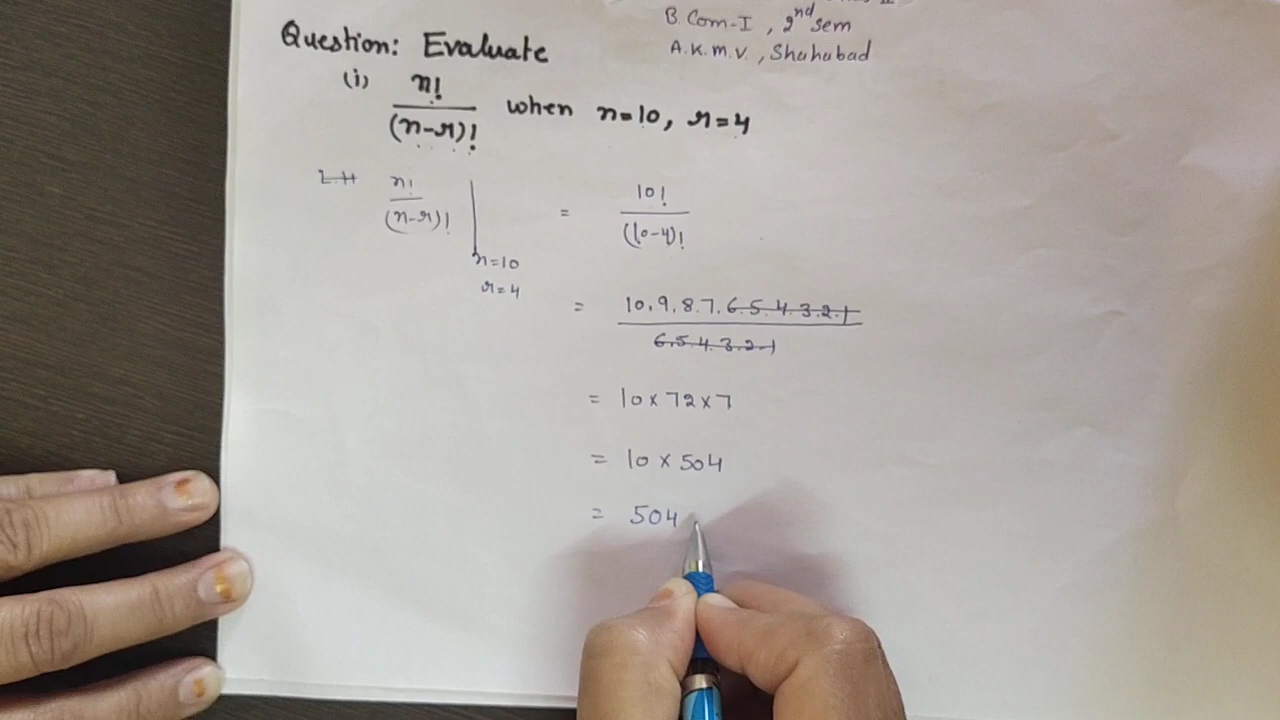 B.Com-I, 2nd sem
A.K.M.V., Shahabad
Question: Evaluate
(i) n!/(n-r)! when n=10, r=4
n!/(n-r)! | n=10 r=4 = 10!/(10-4)!
= 10.9.8.7.6.5.4.3.2.1/6.5.4.3.2.1
= 10×72×7
= 10×504
= 504